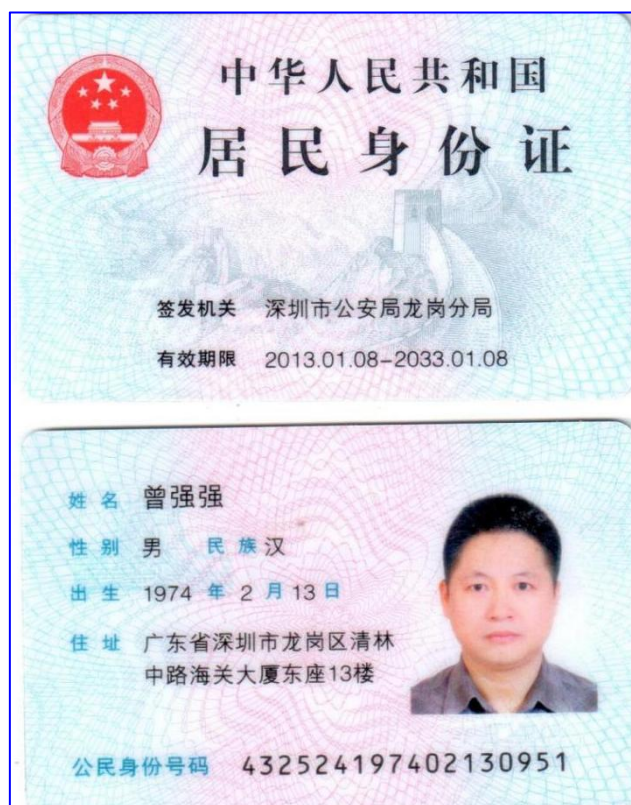 中华人民共和国
居民身份证
签发机关 深圳市公安局龙岗分局
有效期限 2013.01.08-2033.01.08
姓名 曾强强
性别 男 民族 汉
出生 1974 年 2 月 13 日
住址 广东省深圳市龙岗区清林
中路海关大厦东座13楼
公民身份号码 432524197402130951